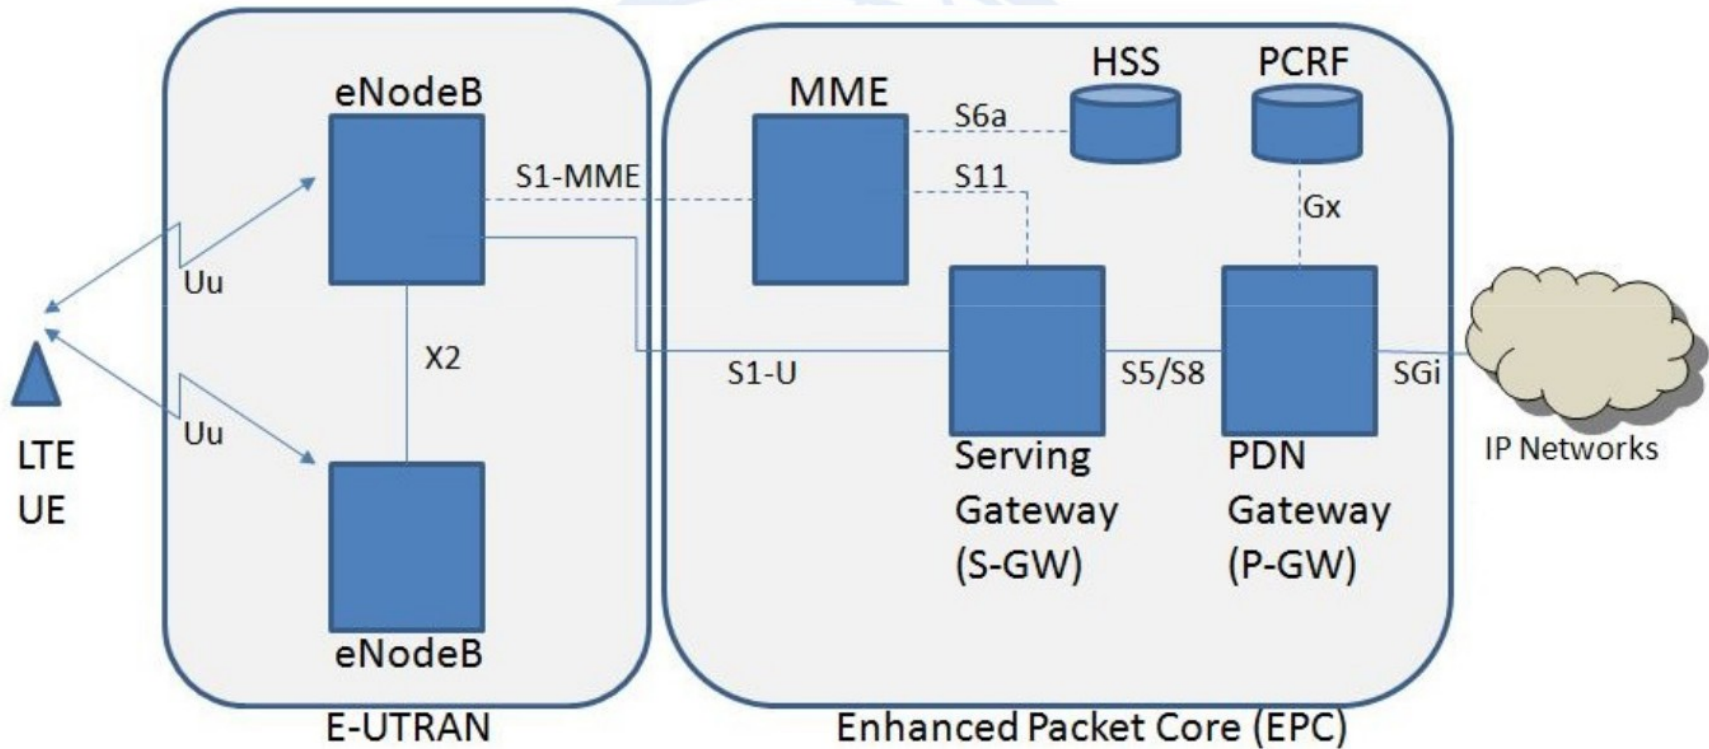 eNodeB
MME
HSS
PCRF
S6a
S1-MME
S11
Gx
Uu
X2
S1-U
S5/S8
SGi
Uu
LTE
UE
Serving
Gateway
(S-GW)
PDN
Gateway
(P-GW)
IP Networks
eNodeB
E-UTRAN
Enhanced Packet Core (EPC)